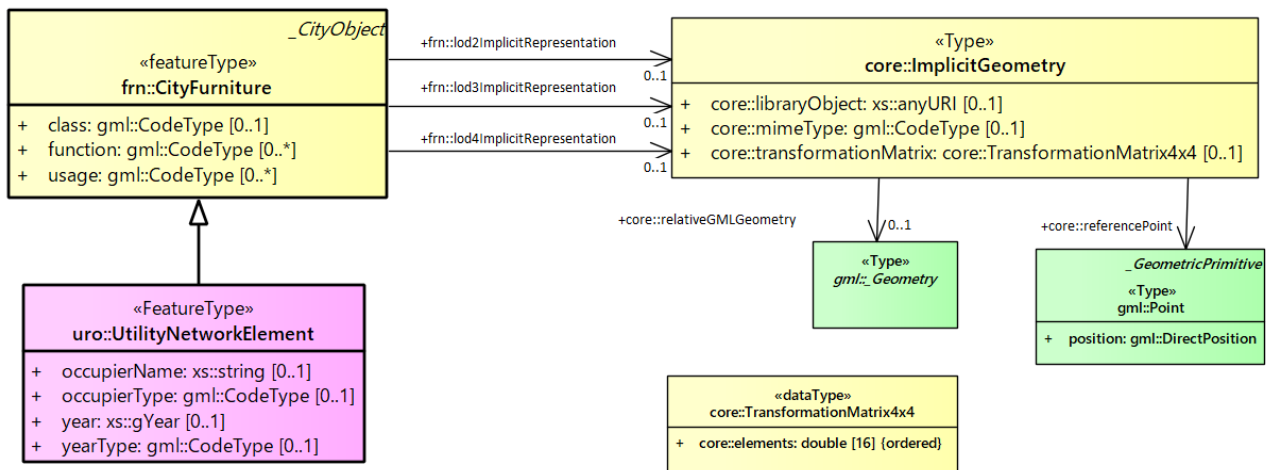 _CityObject
«featureType»
frn::CityFurniture
+ class: gml::CodeType [0..1]
+ function: gml::CodeType [0..*]
+ usage: gml::CodeType [0..*]
+frn::lod2ImplicitRepresentation
0..1
+frn::lod3ImplicitRepresentation
0..1
+frn::lod4ImplicitRepresentation
0..1
«Type»
core::ImplicitGeometry
+ core::libraryObject: xs::anyURI [0..1]
+ core::mimeType: gml::CodeType [0..1]
+ core::transformationMatrix: core::TransformationMatrix4x4 [0..1]
+core::relativeGMLGeometry
0..1
+core::referencePoint
«Type»
gml::_Geometry
_GeometricPrimitive
«Type»
gml::Point
+ position: gml::DirectPosition
«FeatureType»
uro::UtilityNetworkElement
+ occupierName: xs::string [0..1]
+ occupierType: gml::CodeType [0..1]
+ year: xs::gYear [0..1]
+ yearType: gml::CodeType [0..1]
«dataType»
core::TransformationMatrix4x4
+ core::elements: double [16] {ordered}